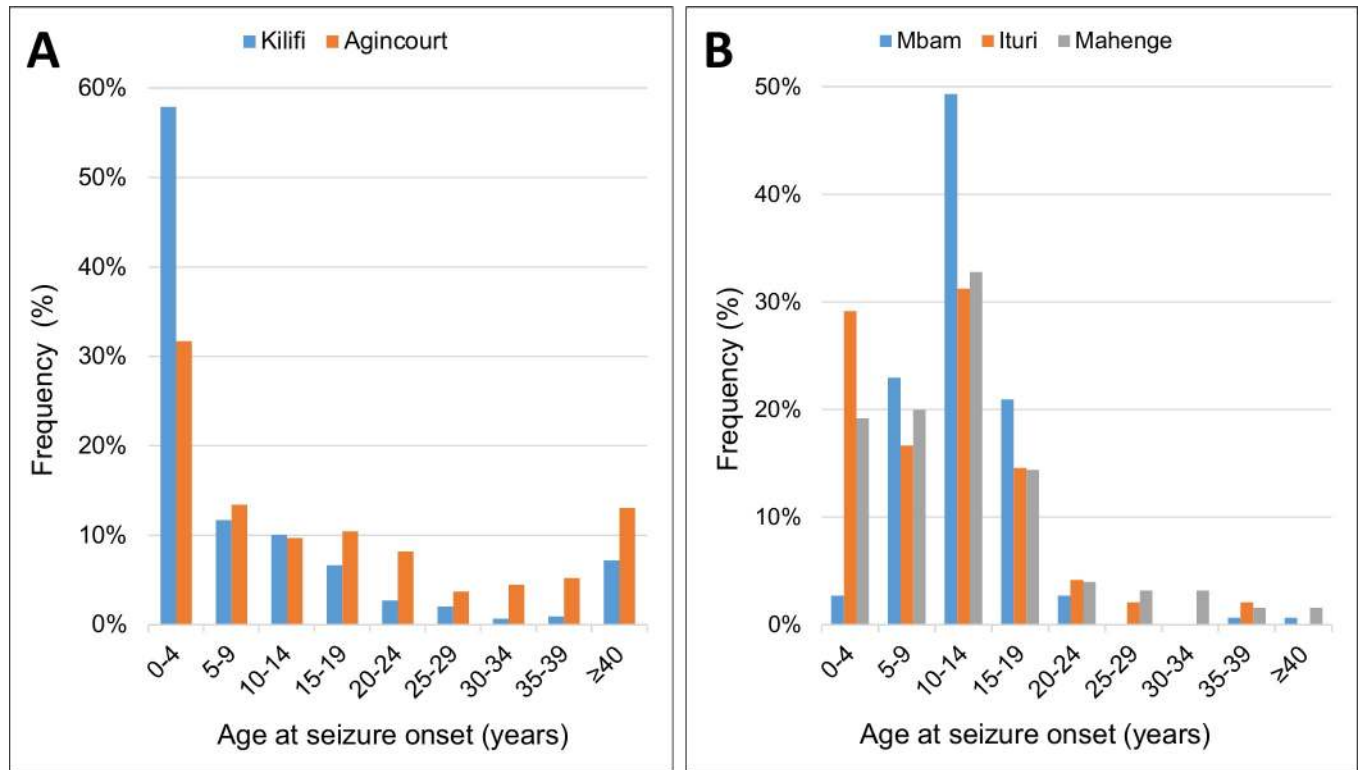 A
Kilifi Agincourt
60%
50%
40%
30%
20%
10%
0%
Frequency (%)
0-4 5-9 10-14 15-19 20-24 25-29 30-34 35-39 ≥40
Age at seizure onset (years)
B
Mbam Ituri Mahenge
50%
40%
30%
20%
10%
0%
Frequency (%)
0-4 5-9 10-14 15-19 20-24 25-29 30-34 35-39 ≥40
Age at seizure onset (years)